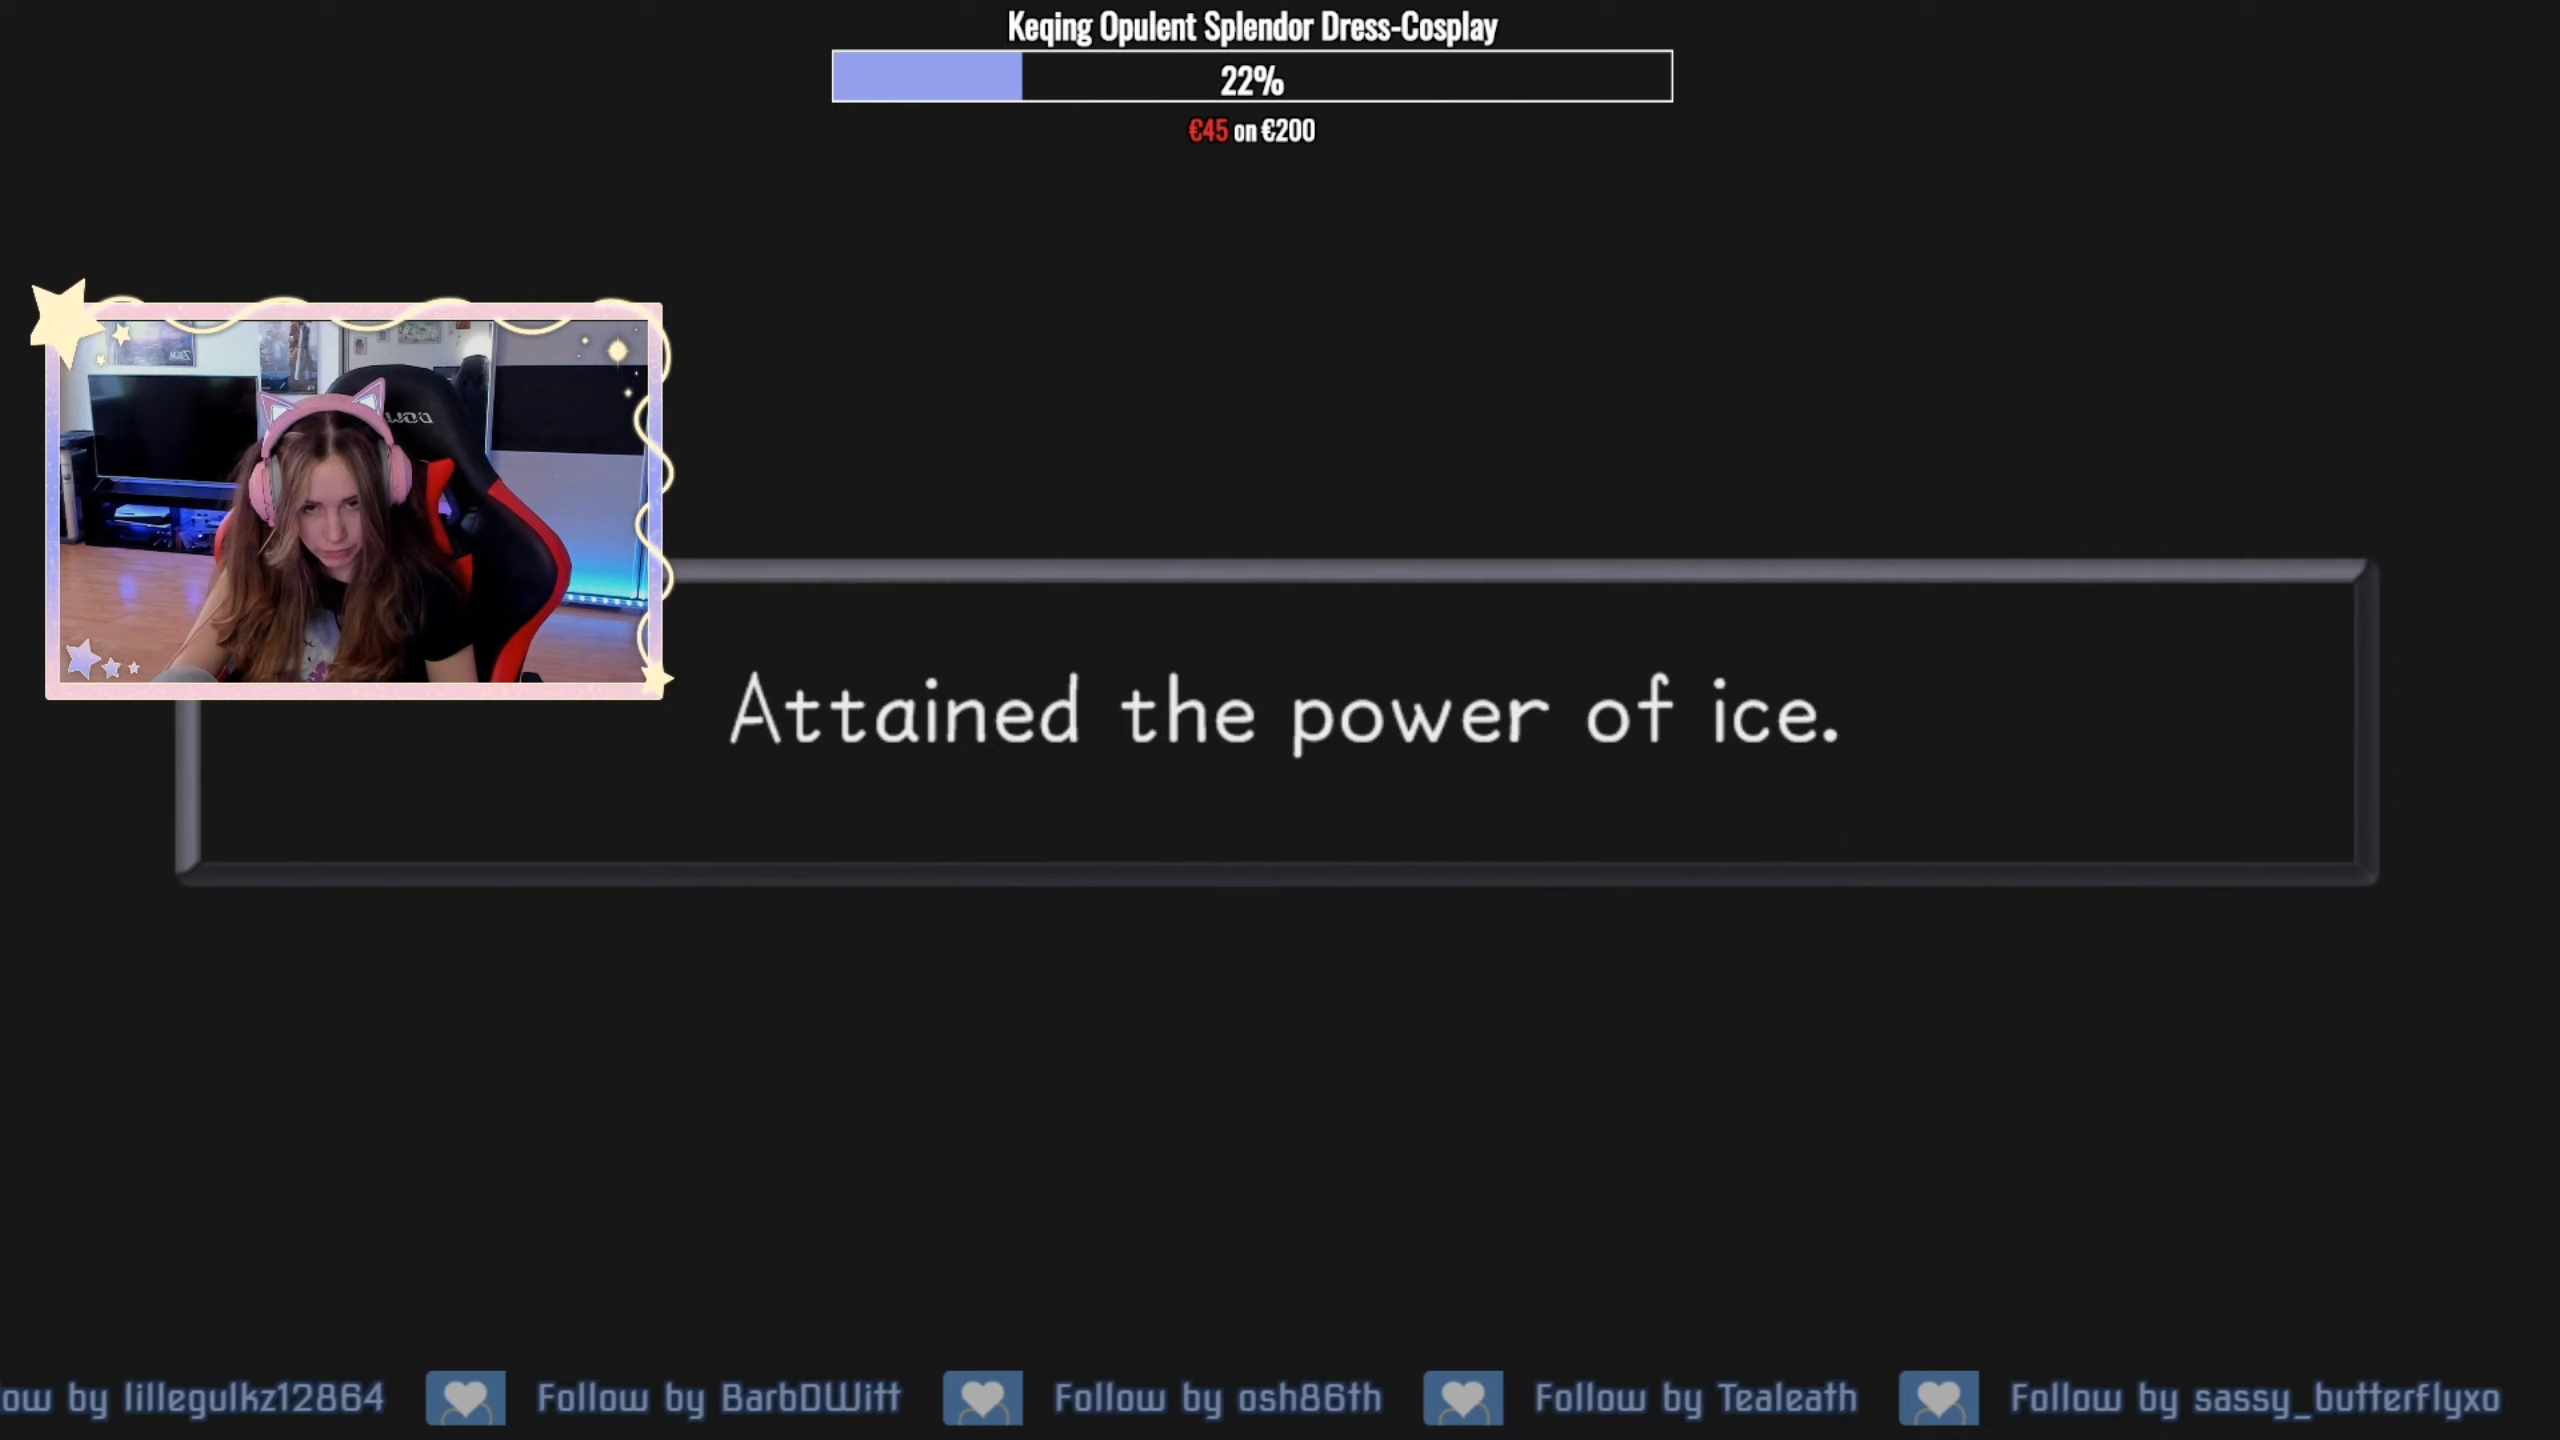 Keqing Opulent Splendor Dress-Cosplay
22%
€45 on €200
Attained the power of ice.
low by lillegulkz12864 Follow by BarbDWitt Follow by osh86th Follow by Tealeath Follow by sassy_butterflyxo